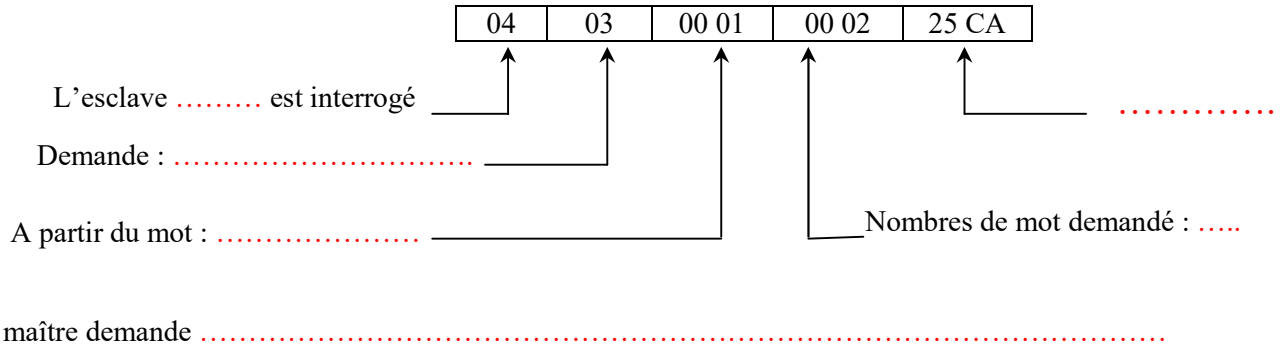 04 03 00 01 00 02 25 CA
L’esclave ……… est interrogé ………….
Demande : ………………………….
A partir du mot : …………………
Nombres de mot demandé : …..
maître demande ……………………………………………………………………………………